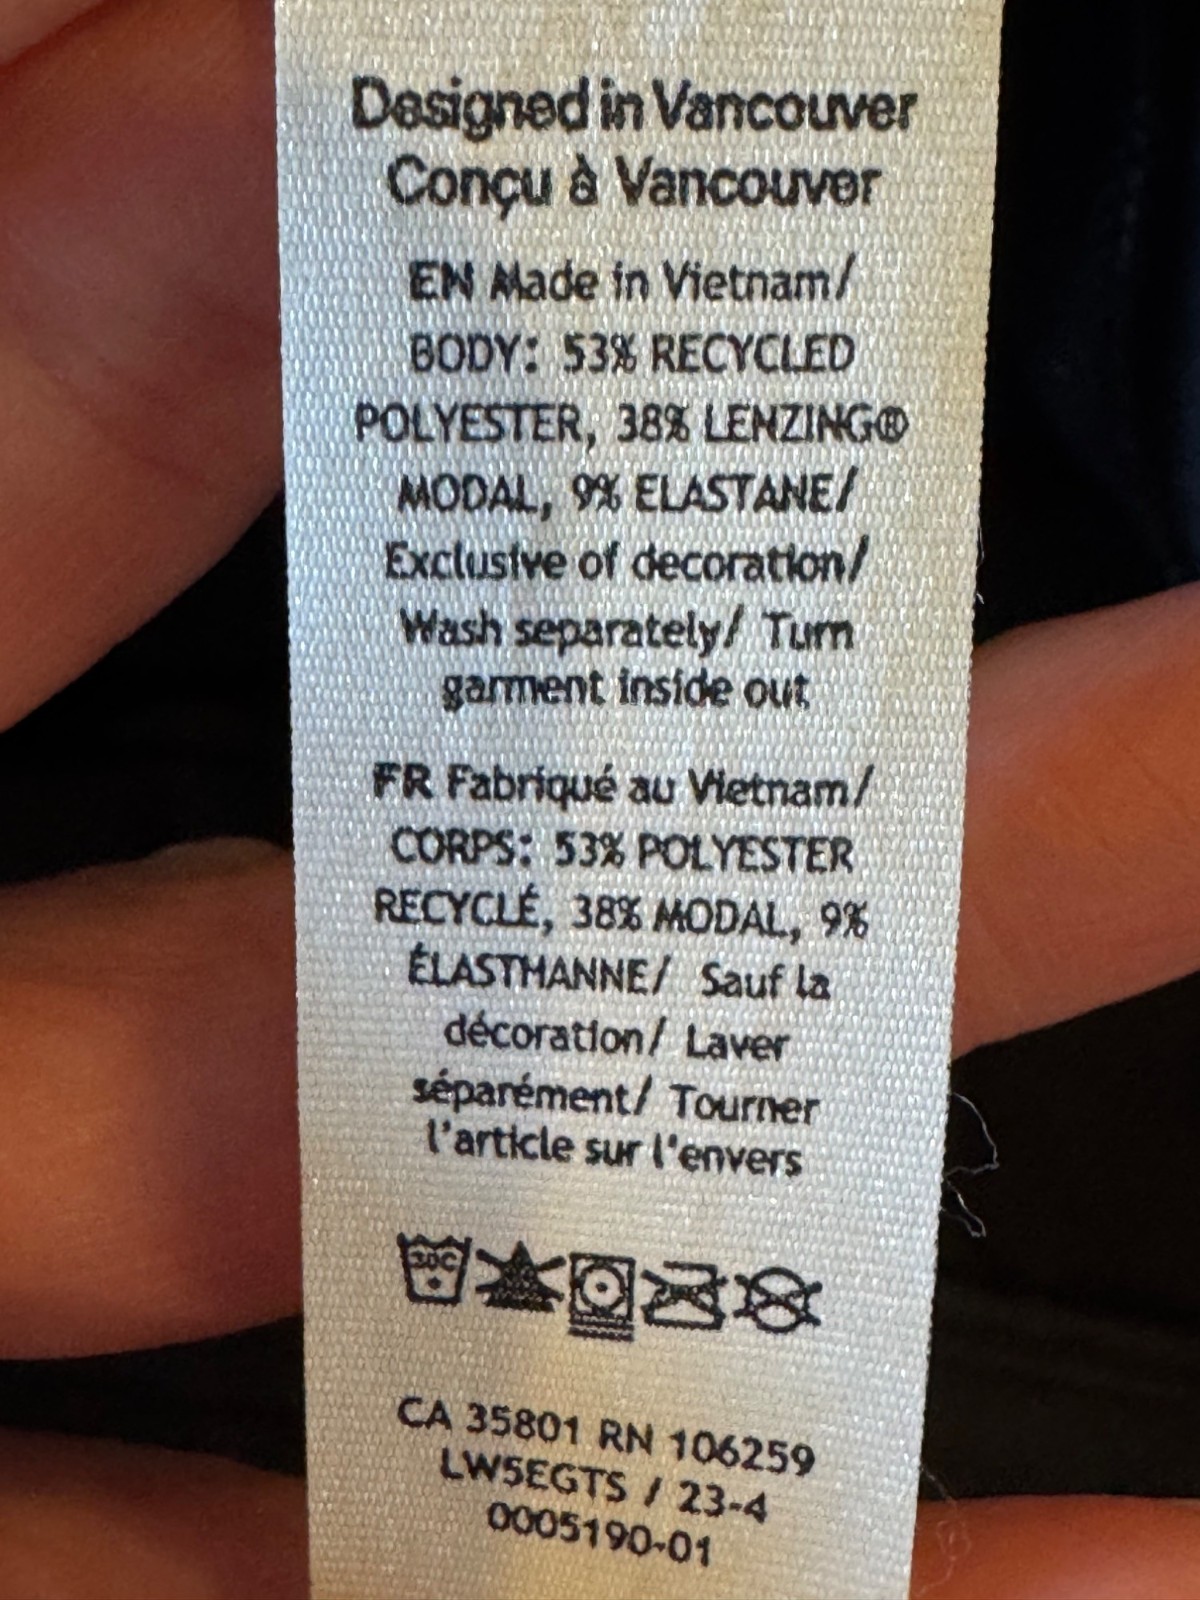 Designed in Vancouver
Conçu à Vancouver
EN Made in Vietnam/
BODY: 53% RECYCLED
POLYESTER, 38% LENZING®
MODAL, 9% ELASTANE/
Exclusive of decoration/
Wash separately/ Turn
garment inside out
FR Fabriqué au Vietnam/
CORPS: 53% POLYESTER
RECYCLÉ, 38% MODAL, 9%
ÉLASTHANNE/ Sauf la
décoration/ Laver
séparément/ Tourner
l'article sur l'envers
30C
CA 35801 RN 106259
LW5EGTS / 23-4
0005190-01